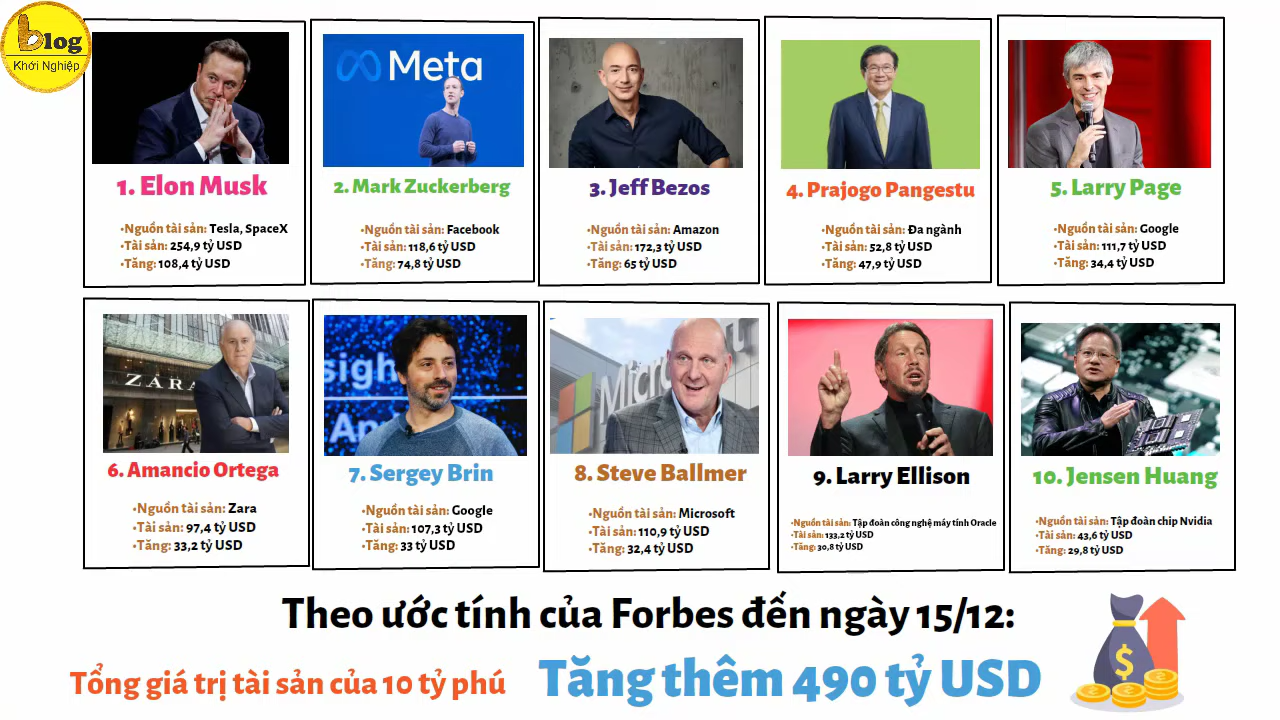 Blog
Khởi Nghiệp
Meta
1. Elon Musk
•Nguồn tài sản: Tesla, SpaceX
•Tài sản: 254,9 tỷ USD
•Tăng: 108,4 tỷ USD
2. Mark Zuckerberg
•Nguồn tài sản: Facebook
•Tài sản: 118,6 tỷ USD
•Tăng: 74,8 tỷ USD
3. Jeff Bezos
•Nguồn tài sản: Amazon
•Tài sản: 172,3 tỷ USD
•Tăng: 65 tỷ USD
4. Prajogo Pangestu
•Nguồn tài sản: Đa ngành
•Tài sản: 52,8 tỷ USD
•Tăng: 47,9 tỷ USD
5. Larry Page
•Nguồn tài sản: Google
•Tài sản: 111,7 tỷ USD
•Tăng: 34,4 tỷ USD
ZARA
6. Amancio Ortega
•Nguồn tài sản: Zara
•Tài sản: 97,4 tỷ USD
•Tăng: 33,2 tỷ USD
sigh
An
7. Sergey Brin
•Nguồn tài sản: Google
•Tài sản: 107,3 tỷ USD
•Tăng: 33 tỷ USD
Micro
8. Steve Ballmer
•Nguồn tài sản: Microsoft
•Tài sản: 110,9 tỷ USD
•Tăng: 32,4 tỷ USD
9. Larry Ellison
•Nguồn tài sản: Tập đoàn công nghệ máy tính Oracle
•Tài sản: 133,2 tỷ USD
•Tăng: 30,8 tỷ USD
10. Jensen Huang
•Nguồn tài sản: Tập đoàn chip Nvidia
•Tài sản: 43,6 tỷ USD
•Tăng: 29,8 tỷ USD
Theo ước tính của Forbes đến ngày 15/12:
Tổng giá trị tài sản của 10 tỷ phú
Tăng thêm 490 tỷ USD
$